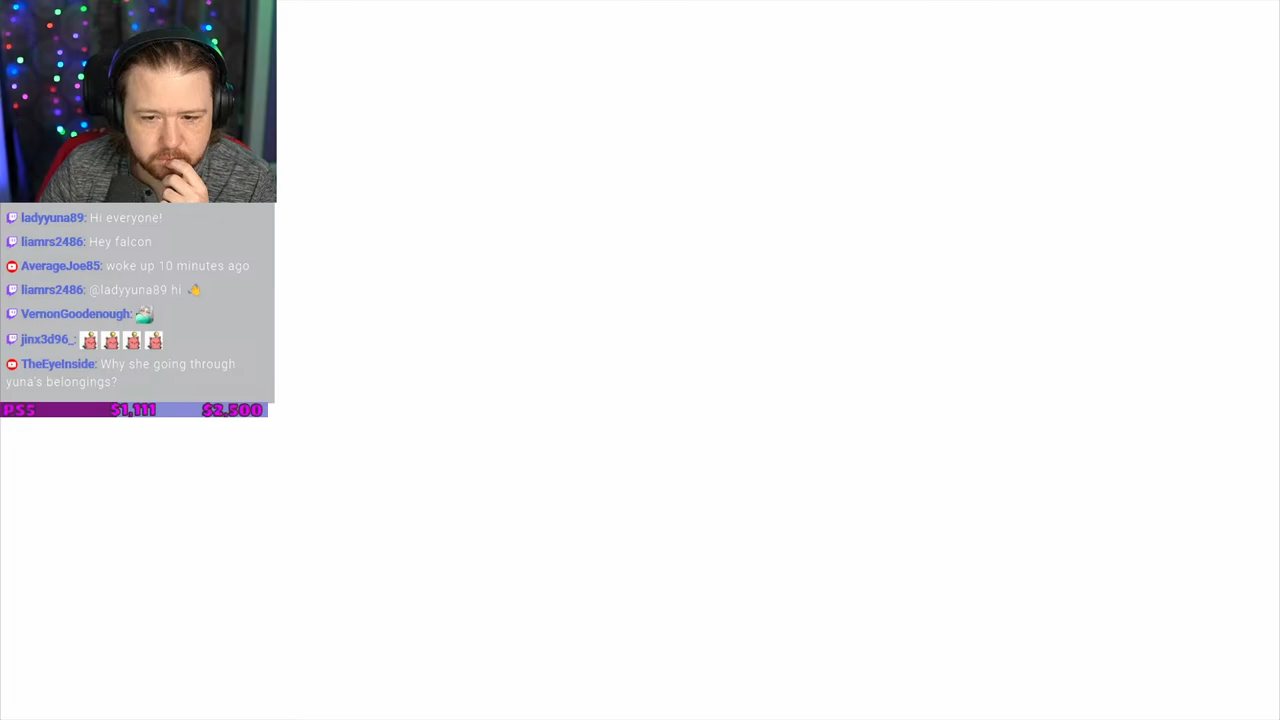 ladyyuna89: Hi everyone!
liamrs2486: Hey falcon
AverageJoe85: woke up 10 minutes ago
liamrs2486: @ladyyuna89 hi
VernonGoodenough:
jinx3d96_:
TheEyeInside: Why she going through
yuna's belongings?
PS5 $1,111 $2,500